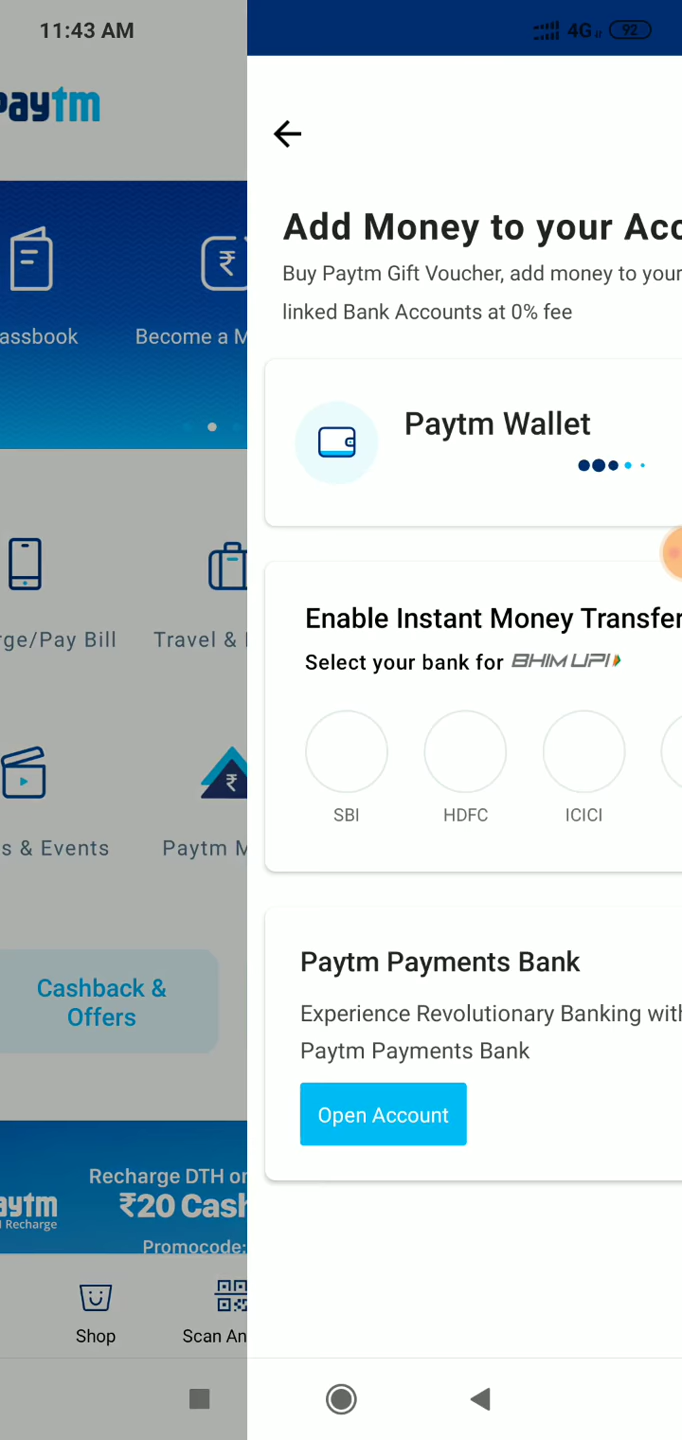 11:43 AM
4G
92
paytm
assbook
Become a M
rge/Pay Bill
Travel &
s & Events
Paytm M
Cashback &
Offers
aytm
Recharge
Recharge DTH or
₹20 Cash
Promocode:
Shop
Scan An
Add Money to your Acc
Buy Paytm Gift Voucher, add money to your
linked Bank Accounts at 0% fee
Paytm Wallet
Enable Instant Money Transfer
Select your bank for BHIM UPI
SBI
HDFC
ICICI
Paytm Payments Bank
Experience Revolutionary Banking with
Paytm Payments Bank
Open Account